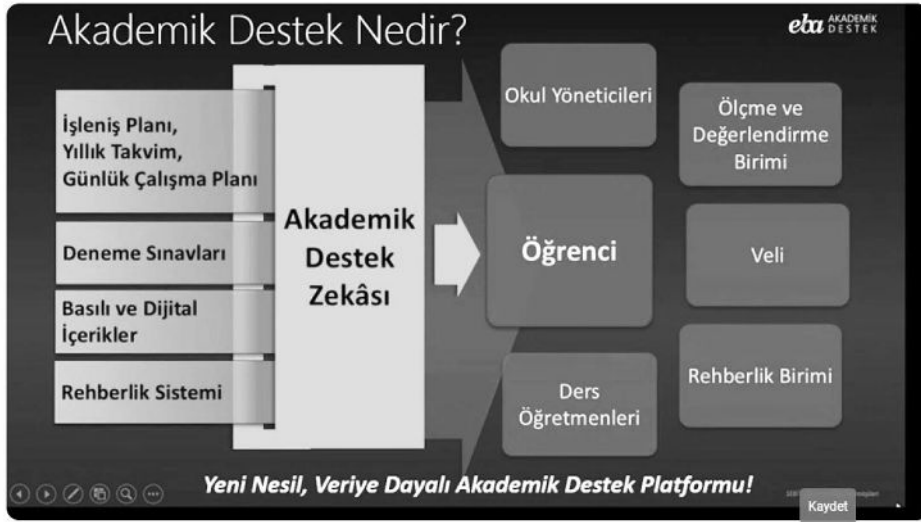 Akademik Destek Nedir?
eba AKADEMİK
DESTEK
İşleniş Planı,
Yıllık Takvim,
Günlük Çalışma Planı
Deneme Sınavları
Basılı ve Dijital
İçerikler
Rehberlik Sistemi
Akademik
Destek
Zekâsı
Okul Yöneticileri
Öğrenci
Ders
Öğretmenleri
Ölçme ve
Değerlendirme
Birimi
Veli
Rehberlik Birimi
Yeni Nesil, Veriye Dayalı Akademik Destek Platformu!
Kaydet